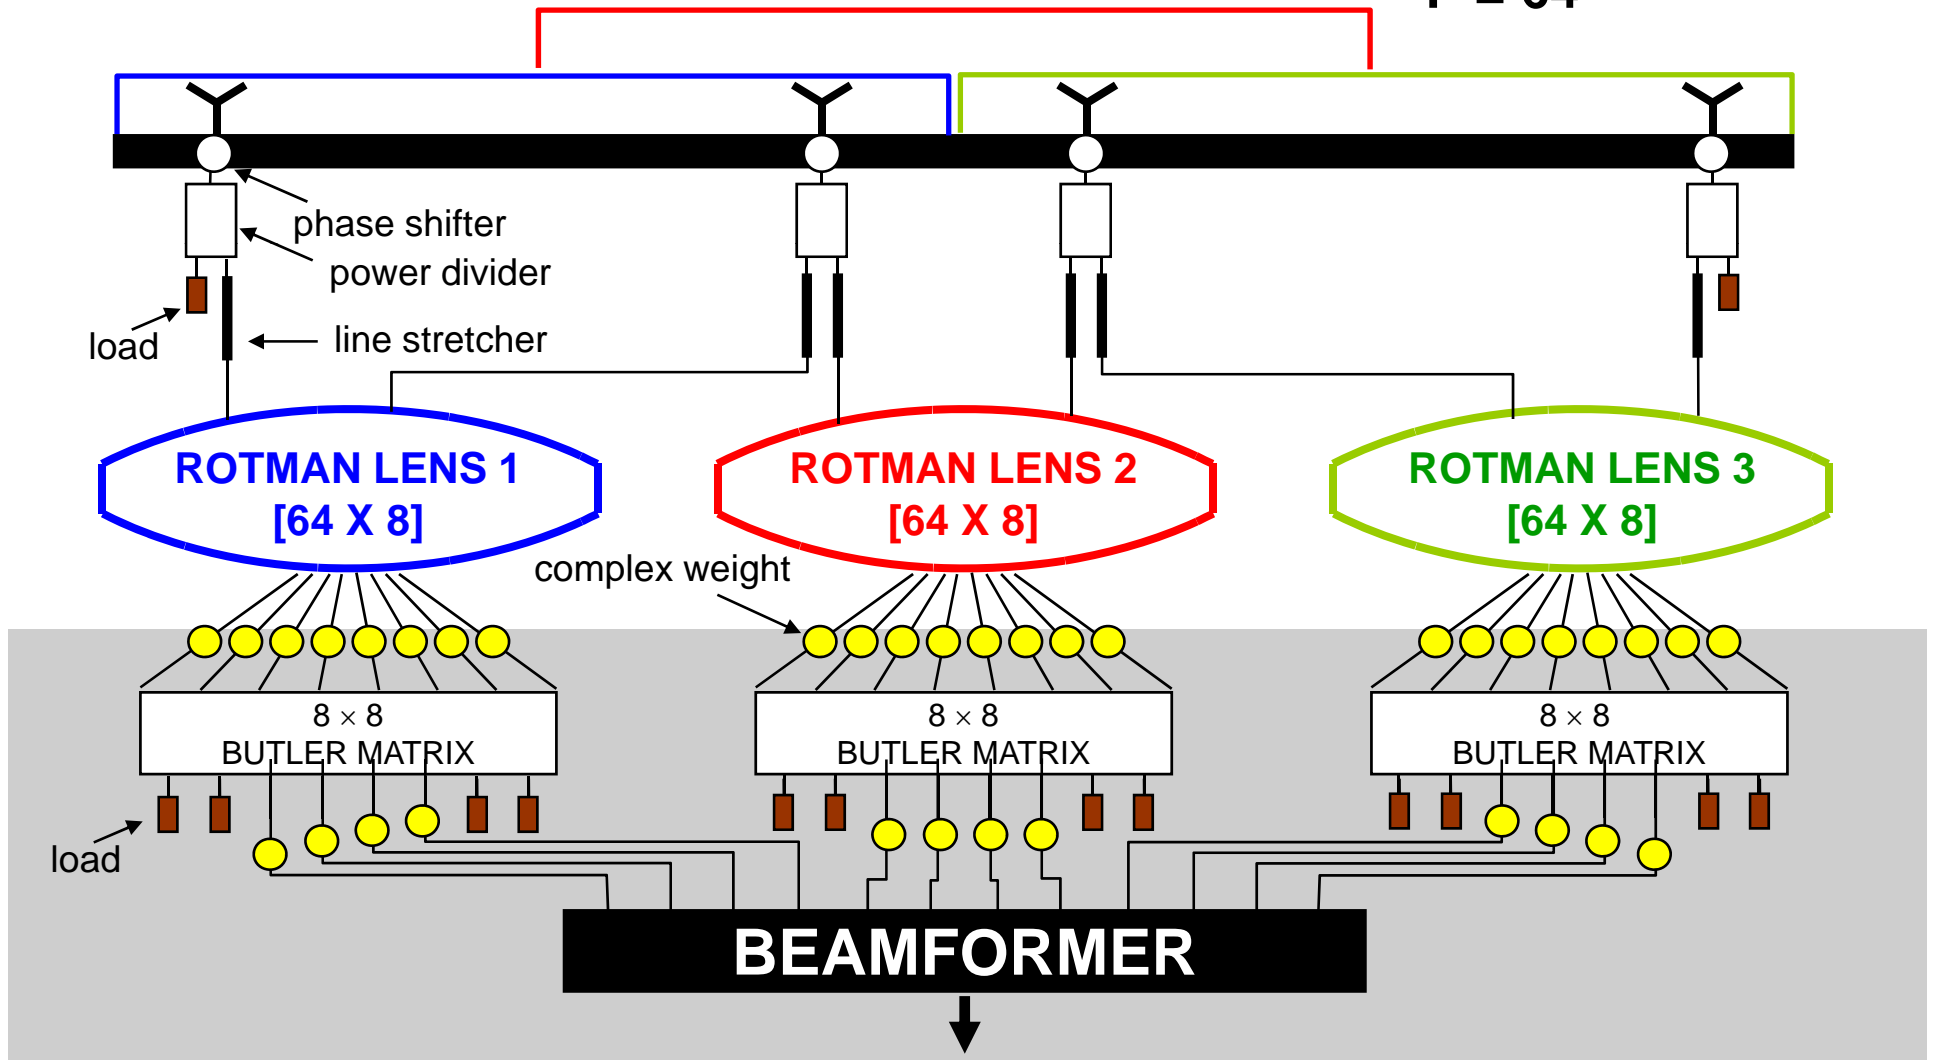 phase shifter
power divider
load
line stretcher
ROTMAN LENS 1
[64 X 8]
ROTMAN LENS 2
[64 X 8]
ROTMAN LENS 3
[64 X 8]
complex weight
8 × 8
BUTLER MATRIX
8 × 8
BUTLER MATRIX
8 × 8
BUTLER MATRIX
load
BEAMFORMER